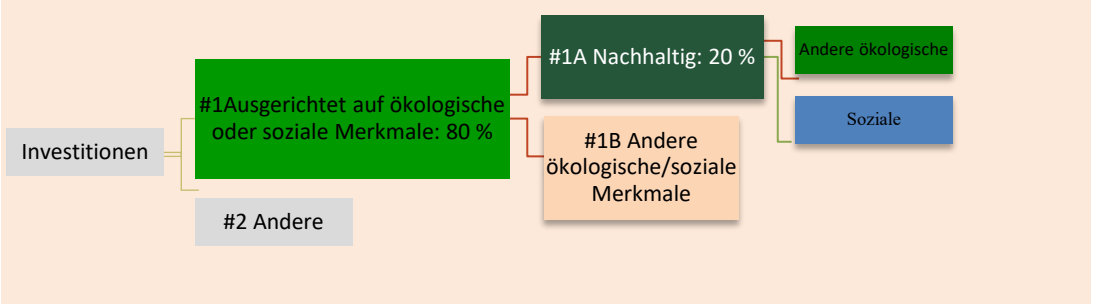 Investitionen
#1Ausgerichtet auf ökologische
oder soziale Merkmale: 80 %
#2 Andere
#1A Nachhaltig: 20 %
#1B Andere
ökologische/soziale
Merkmale
Andere ökologische
Soziale